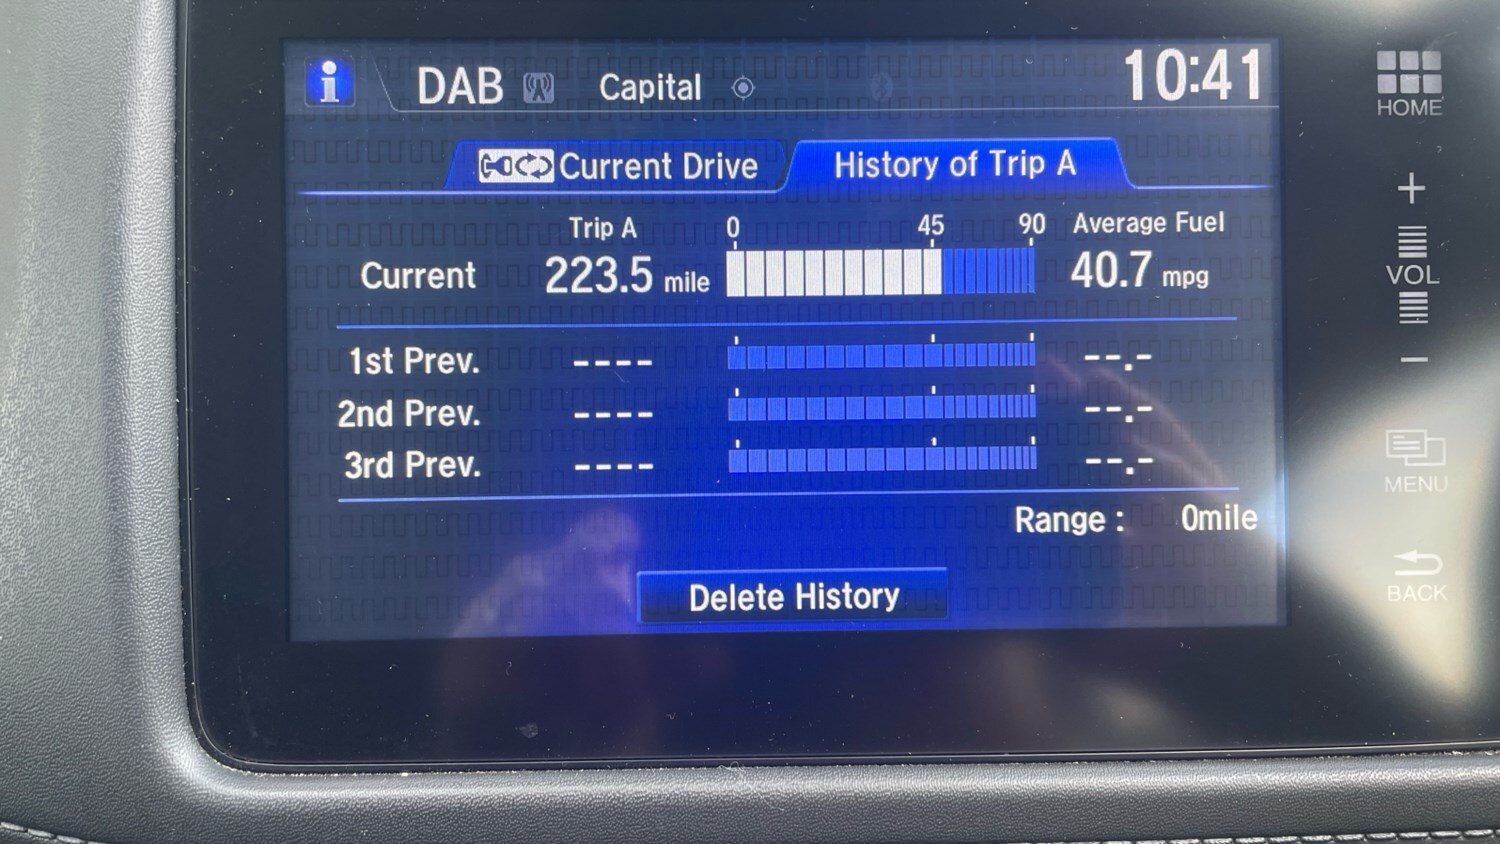 i DAB Capital 10:41
Current Drive History of Trip A
Trip A 0 45 90 Average Fuel
Current 223.5 mile 40.7 mpg
1st Prev. ---- --.-
2nd Prev. ---- --.-
3rd Prev. ---- --.-
Range : 0mile
Delete History
HOME
+
VOL
−
MENU
BACK